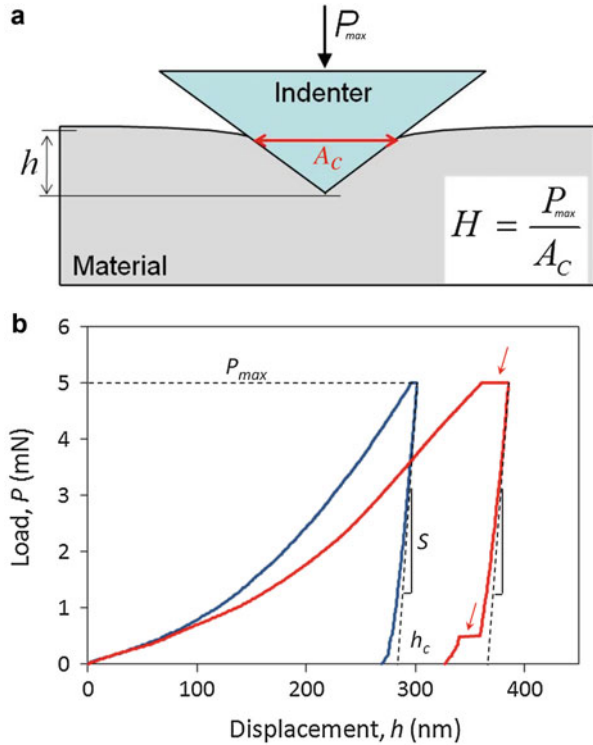 a
P_max
Indenter
h
A_C
H = P_max / A_C
Material
b
6
P_max
5
4
3
S
2
1
h_c
0
0 100 200 300 400
Load, P (mN)
Displacement, h (nm)